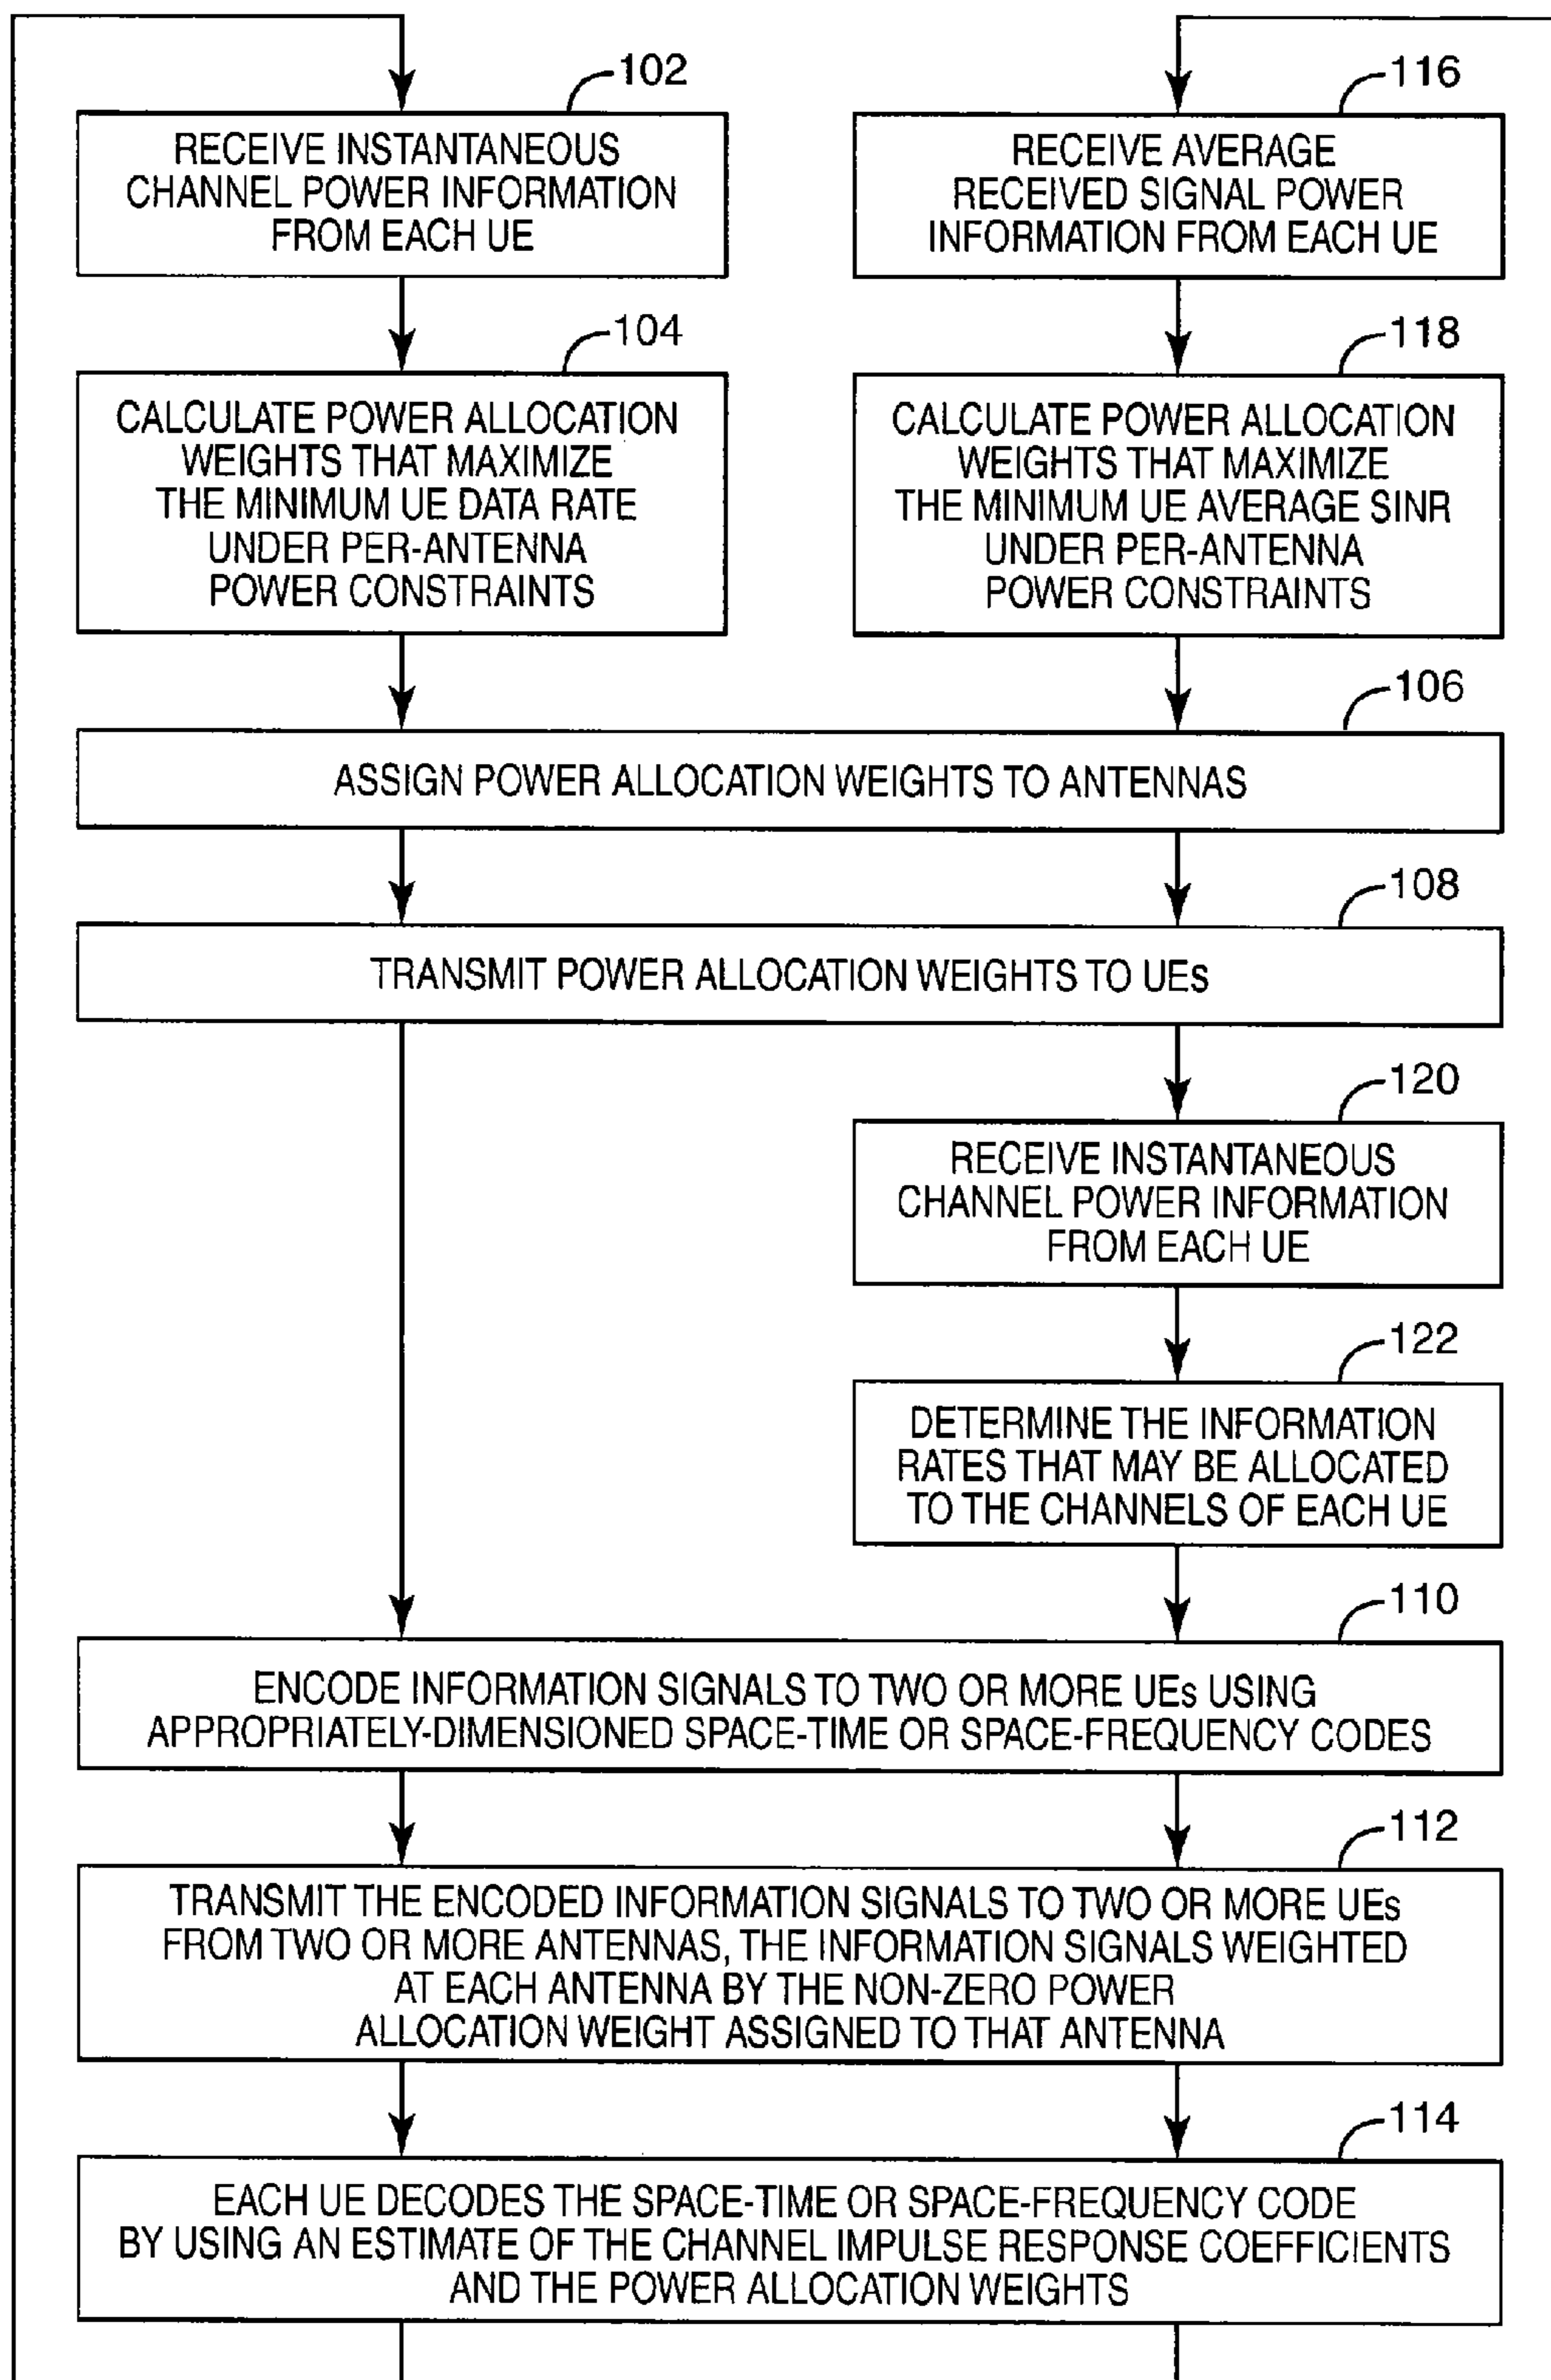 102
RECEIVE INSTANTANEOUS
CHANNEL POWER INFORMATION
FROM EACH UE
116
RECEIVE AVERAGE
RECEIVED SIGNAL POWER
INFORMATION FROM EACH UE
104
CALCULATE POWER ALLOCATION
WEIGHTS THAT MAXIMIZE
THE MINIMUM UE DATA RATE
UNDER PER-ANTENNA
POWER CONSTRAINTS
118
CALCULATE POWER ALLOCATION
WEIGHTS THAT MAXIMIZE
THE MINIMUM UE AVERAGE SINR
UNDER PER-ANTENNA
POWER CONSTRAINTS
106
ASSIGN POWER ALLOCATION WEIGHTS TO ANTENNAS
108
TRANSMIT POWER ALLOCATION WEIGHTS TO UEs
120
RECEIVE INSTANTANEOUS
CHANNEL POWER INFORMATION
FROM EACH UE
122
DETERMINE THE INFORMATION
RATES THAT MAY BE ALLOCATED
TO THE CHANNELS OF EACH UE
110
ENCODE INFORMATION SIGNALS TO TWO OR MORE UEs USING
APPROPRIATELY-DIMENSIONED SPACE-TIME OR SPACE-FREQUENCY CODES
112
TRANSMIT THE ENCODED INFORMATION SIGNALS TO TWO OR MORE UEs
FROM TWO OR MORE ANTENNAS, THE INFORMATION SIGNALS WEIGHTED
AT EACH ANTENNA BY THE NON-ZERO POWER
ALLOCATION WEIGHT ASSIGNED TO THAT ANTENNA
114
EACH UE DECODES THE SPACE-TIME OR SPACE-FREQUENCY CODE
BY USING AN ESTIMATE OF THE CHANNEL IMPULSE RESPONSE COEFFICIENTS
AND THE POWER ALLOCATION WEIGHTS